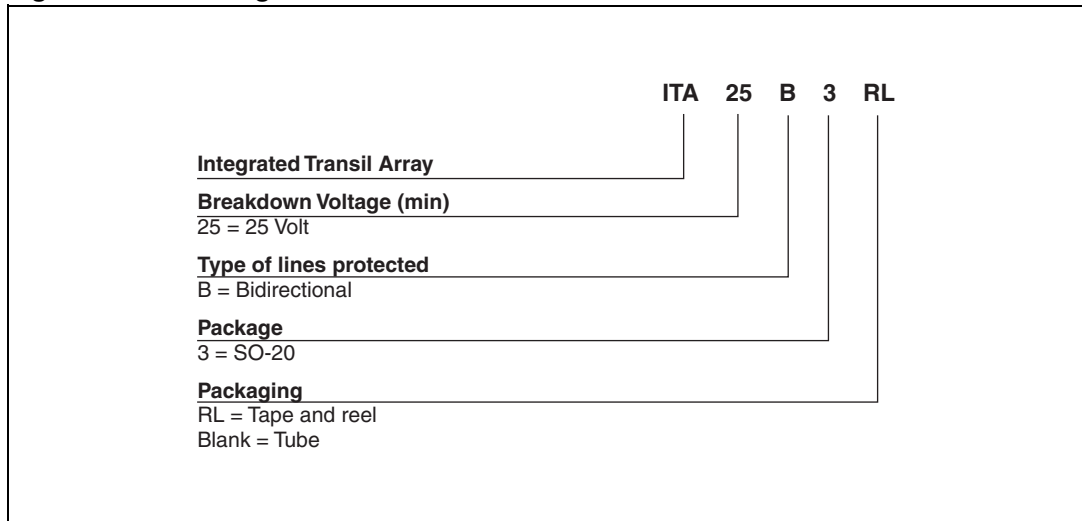 ITA 25 B 3 RL
Integrated Transil Array
Breakdown Voltage (min)
25 = 25 Volt
Type of lines protected
B = Bidirectional
Package
3 = SO-20
Packaging
RL = Tape and reel
Blank = Tube